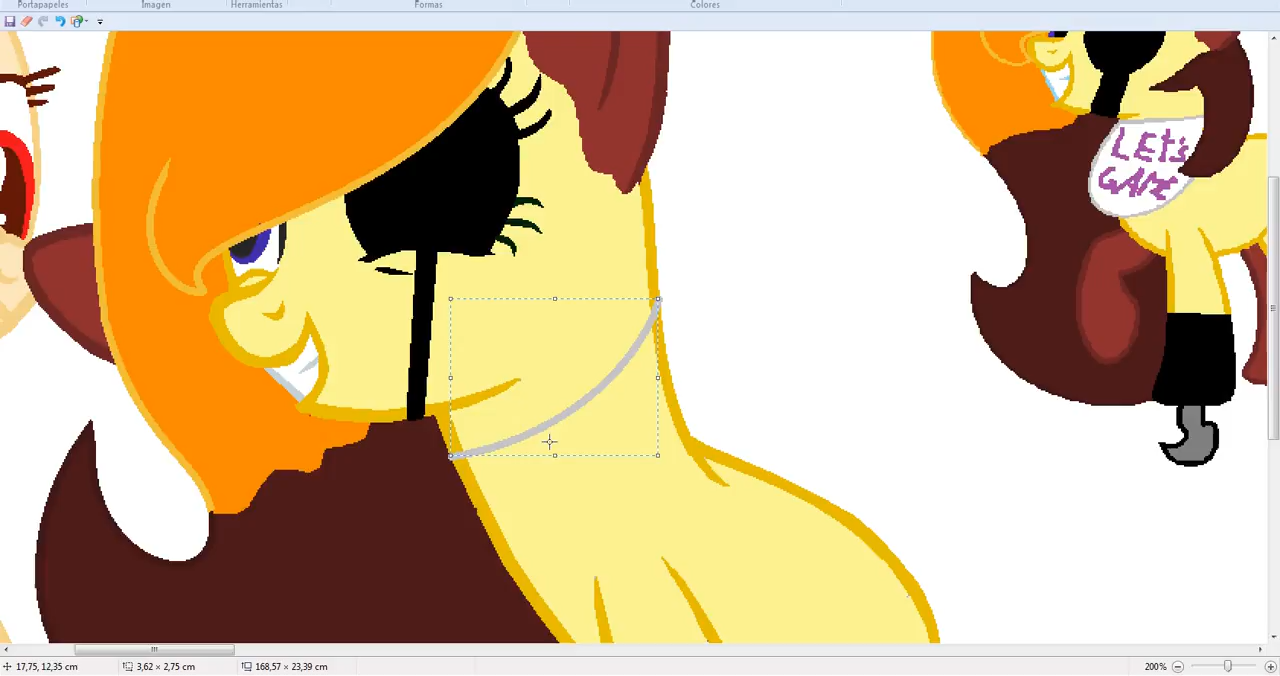 Portapapeles Imagen Herramientas Formas Colores
LEt's
GAME
17,75, 12,35 cm 3,62 × 2,75 cm 168,57 × 23,39 cm 200%